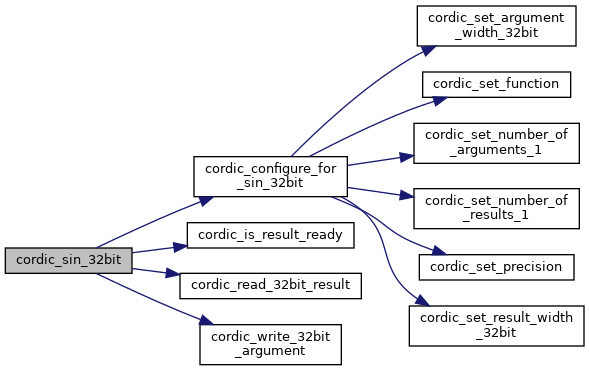 cordic_sin_32bit
cordic_configure_for
_sin_32bit
cordic_is_result_ready
cordic_read_32bit_result
cordic_write_32bit
_argument
cordic_set_argument
_width_32bit
cordic_set_function
cordic_set_number_of
_arguments_1
cordic_set_number_of
_results_1
cordic_set_precision
cordic_set_result_width
_32bit